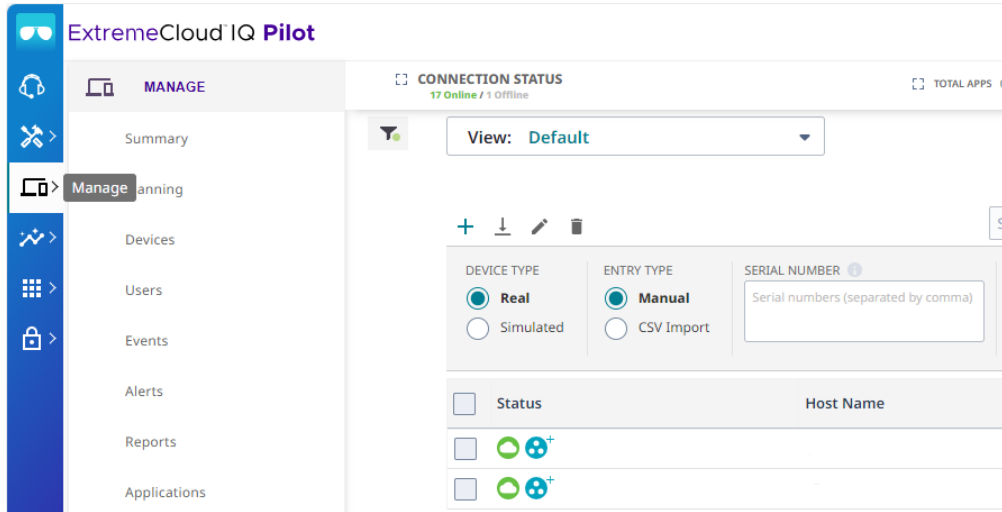 ExtremeCloud™ IQ Pilot
MANAGE
Summary
Manage anning
Devices
Users
Events
Alerts
Reports
Applications
CONNECTION STATUS
17 Online / 1 Offline
TOTAL APPS
View: Default
DEVICE TYPE
Real
Simulated
ENTRY TYPE
Manual
CSV Import
SERIAL NUMBER
Serial numbers (separated by comma)
Status
Host Name